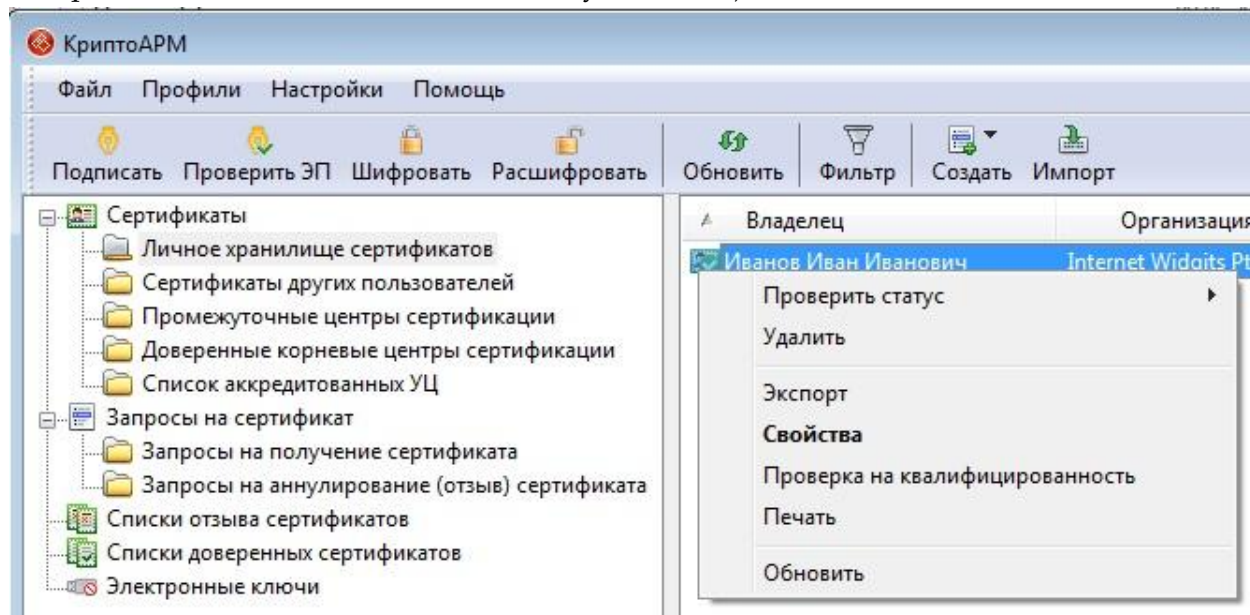 КриптоАРМ
Файл Профили Настройки Помощь
Подписать Проверить ЭП Шифровать Расшифровать Обновить Фильтр Создать Импорт
Сертификаты
Личное хранилище сертификатов
Сертификаты других пользователей
Промежуточные центры сертификации
Доверенные корневые центры сертификации
Список аккредитованных УЦ
Запросы на сертификат
Запросы на получение сертификата
Запросы на аннулирование (отзыв) сертификата
Списки отзыва сертификатов
Списки доверенных сертификатов
Электронные ключи
Владелец Организация
Иванов Иван Иванович Internet Widgits Pt
Проверить статус
Удалить
Экспорт
Свойства
Проверка на квалифицированность
Печать
Обновить